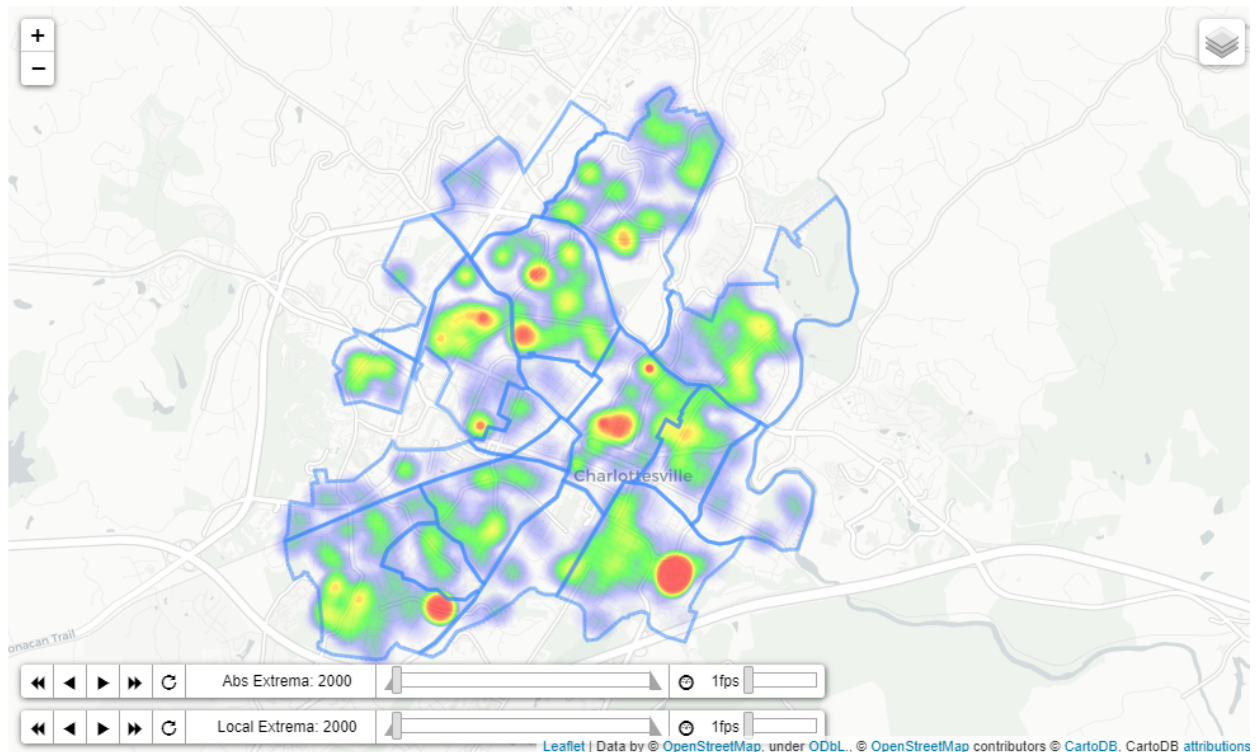 +
−
Charlottesville
onacan Trail
Abs Extrema: 2000
1fps
Local Extrema: 2000
1fps
Leaflet | Data by © OpenStreetMap, under ODbL., © OpenStreetMap contributors © CartoDB, CartoDB attributions